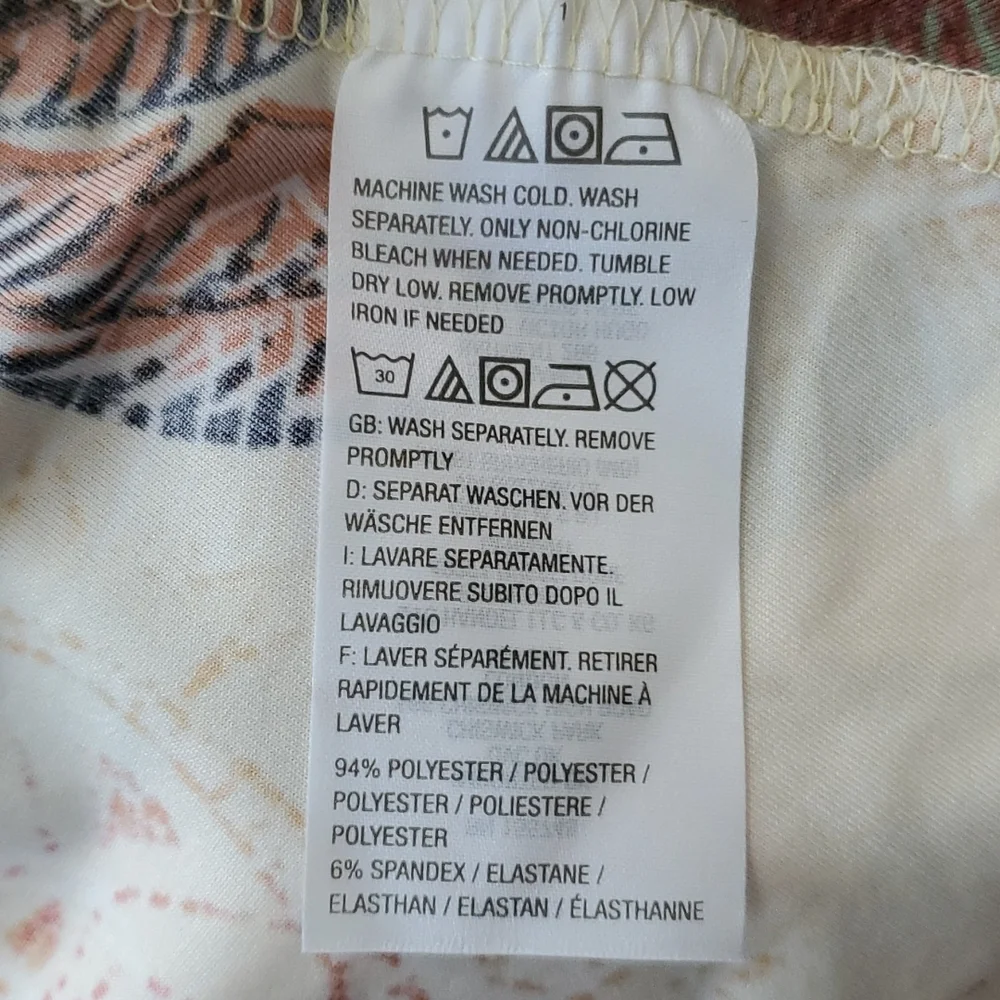 MACHINE WASH COLD. WASH
SEPARATELY. ONLY NON-CHLORINE
BLEACH WHEN NEEDED. TUMBLE
DRY LOW. REMOVE PROMPTLY. LOW
IRON IF NEEDED
30
GB: WASH SEPARATELY. REMOVE
PROMPTLY
D: SEPARAT WASCHEN. VOR DER
WÄSCHE ENTFERNEN
I: LAVARE SEPARATAMENTE.
RIMUOVERE SUBITO DOPO IL
LAVAGGIO
F: LAVER SÉPARÉMENT. RETIRER
RAPIDEMENT DE LA MACHINE À
LAVER
94% POLYESTER / POLYESTER /
POLYESTER / POLIESTERE /
POLYESTER
6% SPANDEX / ELASTANE /
ELASTHAN / ELASTAN / ÉLASTHANNE